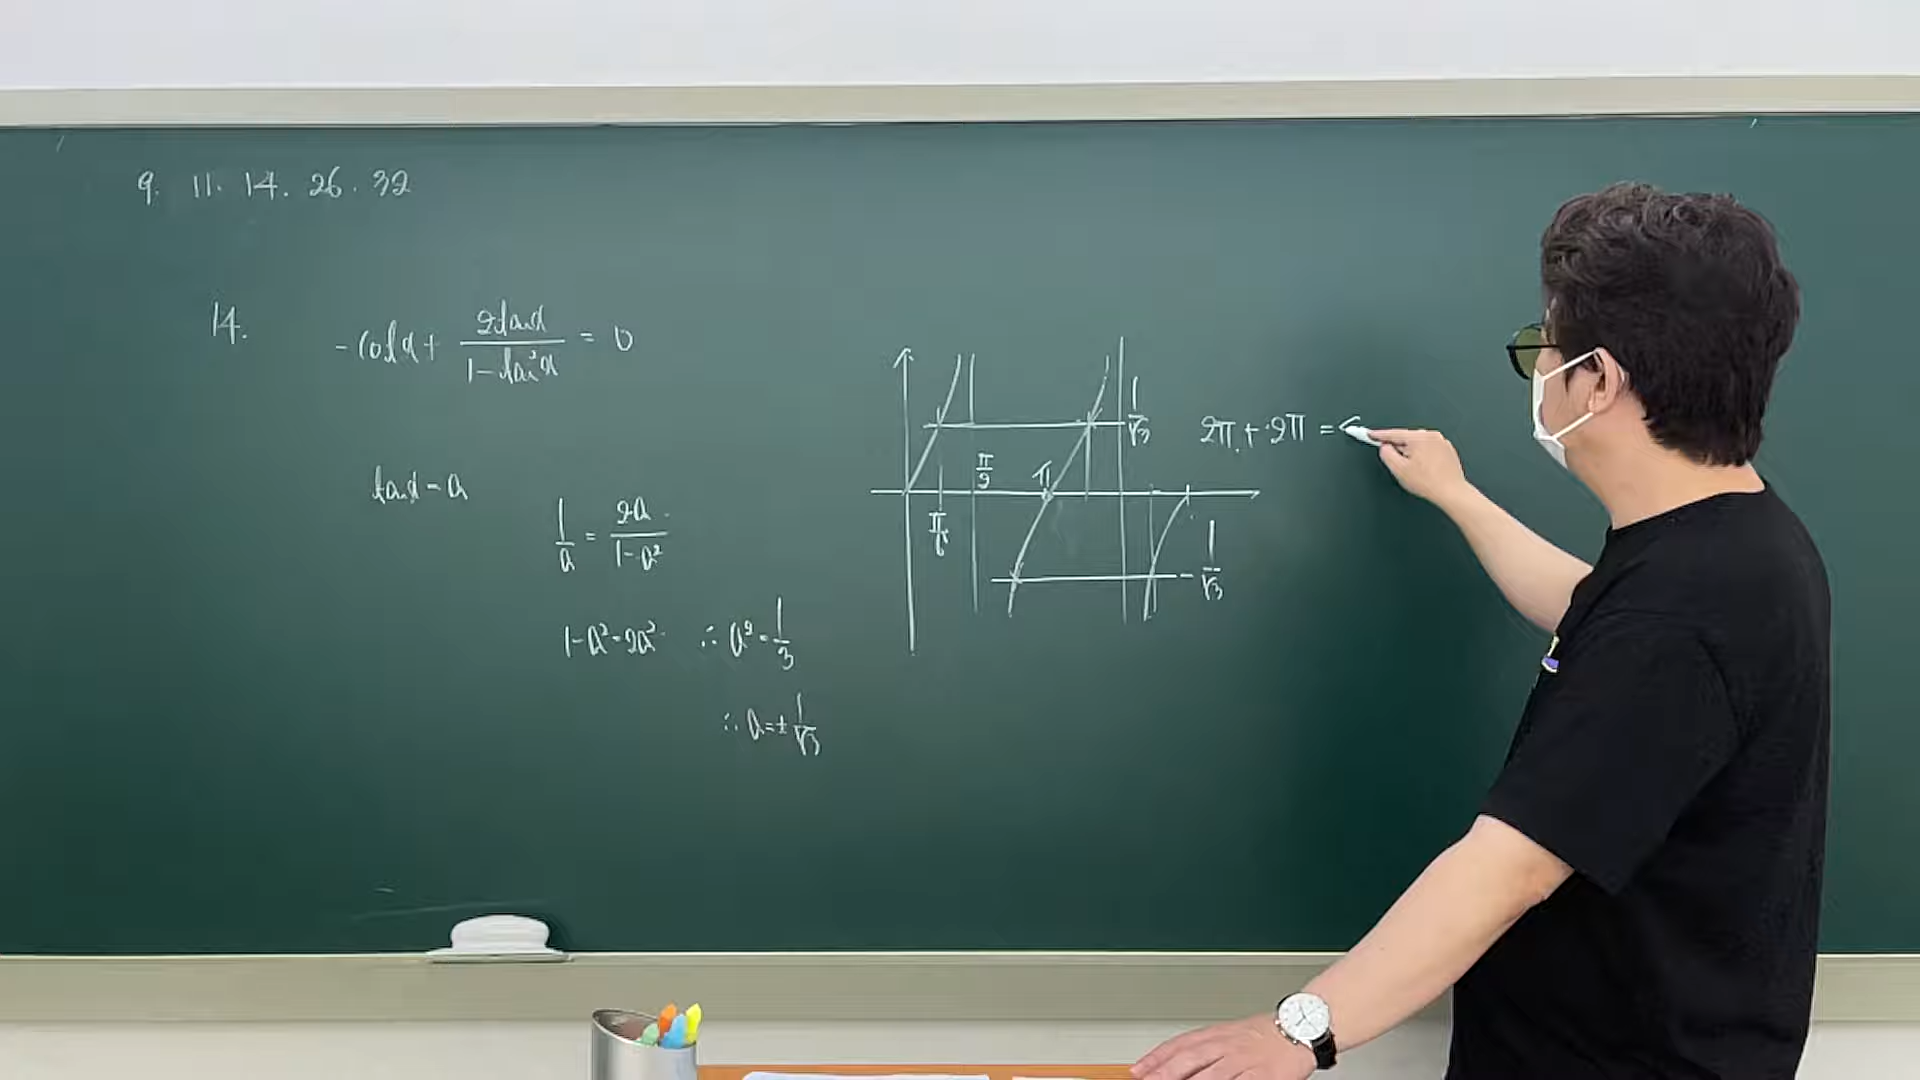 9. 11. 14. 26. 32
14.
-cotα + 2tanα / 1-tan²α = 0
tanα = a
1/a = 2a / 1-a²
1-a² = 2a² ∴ a² = 1/3
∴ a = ± 1/√3
1/√3
π/2
π
π/6
- 1/√3
2π + 2π =